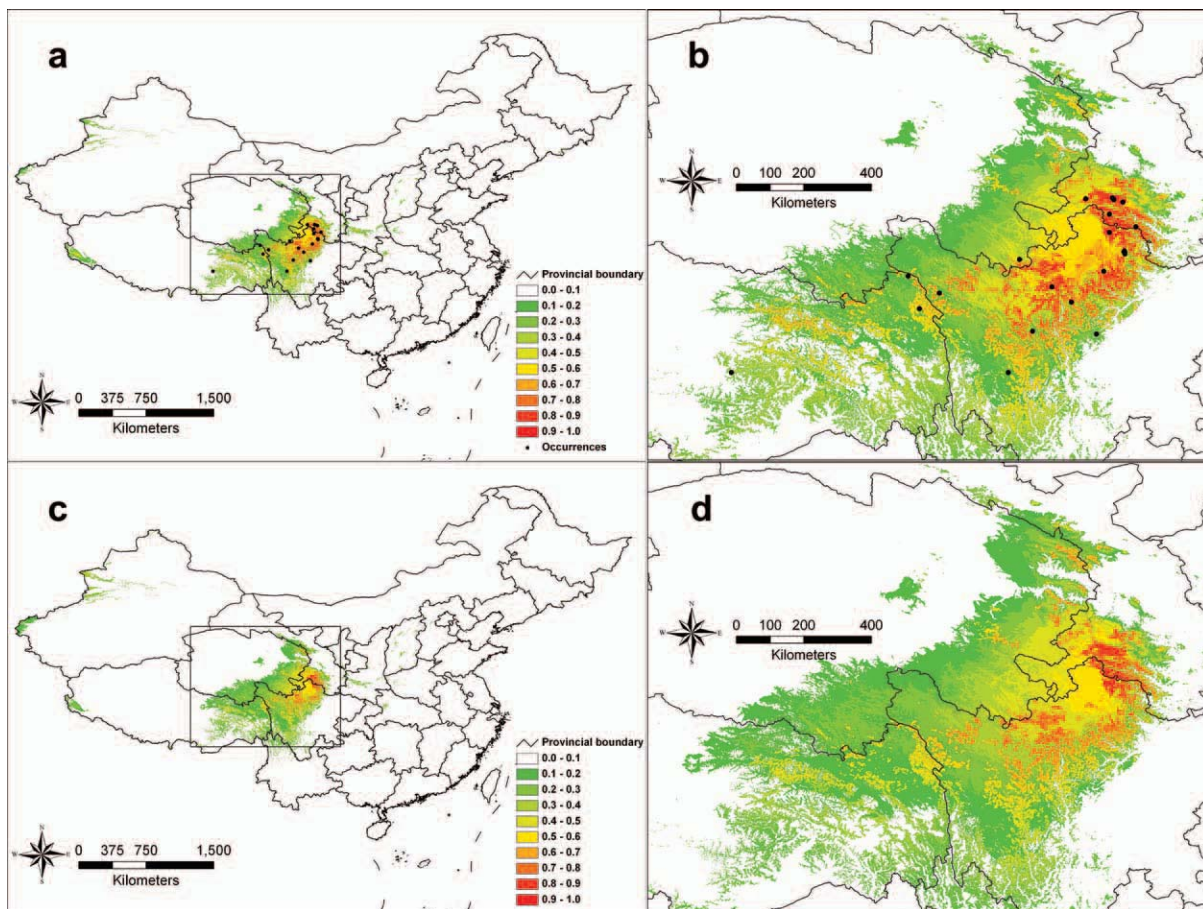 a
Provincial boundary
0.0 - 0.1
0.1 - 0.2
0.2 - 0.3
0.3 - 0.4
0.4 - 0.5
0.5 - 0.6
0.6 - 0.7
0.7 - 0.8
0.8 - 0.9
0.9 - 1.0
Occurrences
0 375 750 1,500
Kilometers
b
N
W E
S
0 100 200 400
Kilometers
c
Provincial boundary
0.0 - 0.1
0.1 - 0.2
0.2 - 0.3
0.3 - 0.4
0.4 - 0.5
0.5 - 0.6
0.6 - 0.7
0.7 - 0.8
0.8 - 0.9
0.9 - 1.0
0 375 750 1,500
Kilometers
d
N
W E
S
0 100 200 400
Kilometers